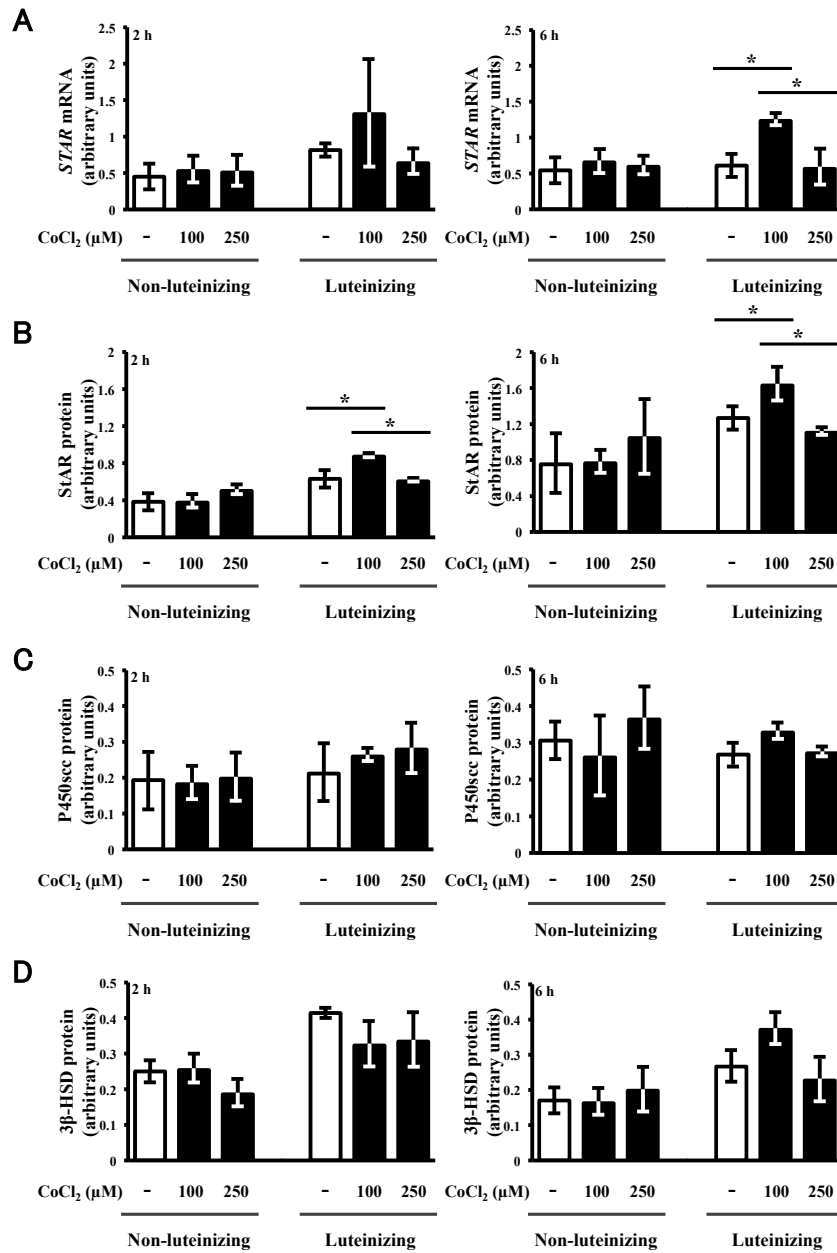 A
STAR mRNA
(arbitrary units)
2.5
2
1.5
1
0.5
0
2 h
CoCl₂ (µM)
- 100 250 - 100 250
Non-luteinizing Luteinizing
STAR mRNA
(arbitrary units)
2.5
2
1.5
1
0.5
0
6 h
*
*
CoCl₂ (µM)
- 100 250 - 100 250
Non-luteinizing Luteinizing
B
StAR protein
(arbitrary units)
2
1.6
1.2
0.8
0.4
0
2 h
*
*
CoCl₂ (µM)
- 100 250 - 100 250
Non-luteinizing Luteinizing
StAR protein
(arbitrary units)
2
1.6
1.2
0.8
0.4
0
6 h
*
*
CoCl₂ (µM)
- 100 250 - 100 250
Non-luteinizing Luteinizing
C
P450scc protein
(arbitrary units)
0.5
0.4
0.3
0.2
0.1
0
2 h
CoCl₂ (µM)
- 100 250 - 100 250
Non-luteinizing Luteinizing
P450scc protein
(arbitrary units)
0.5
0.4
0.3
0.2
0.1
0
6 h
CoCl₂ (µM)
- 100 250 - 100 250
Non-luteinizing Luteinizing
D
3β-HSD protein
(arbitrary units)
0.5
0.4
0.3
0.2
0.1
0
2 h
CoCl₂ (µM)
- 100 250 - 100 250
Non-luteinizing Luteinizing
3β-HSD protein
(arbitrary units)
0.5
0.4
0.3
0.2
0.1
0
6 h
CoCl₂ (µM)
- 100 250 - 100 250
Non-luteinizing Luteinizing